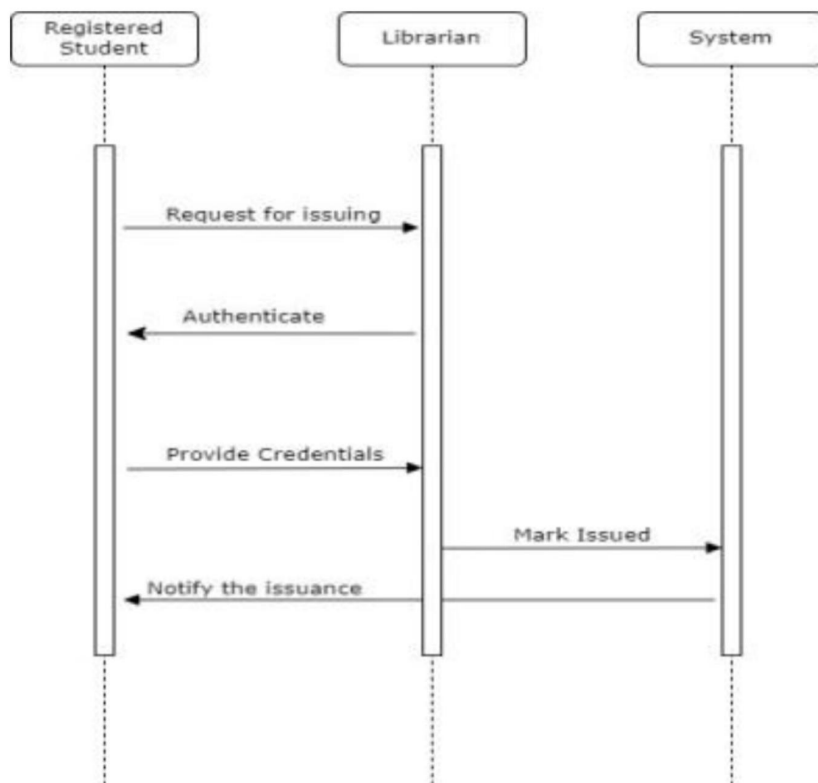 Registered
Student
Librarian
System
Request for issuing
Authenticate
Provide Credentials
Mark Issued
Notify the issuance